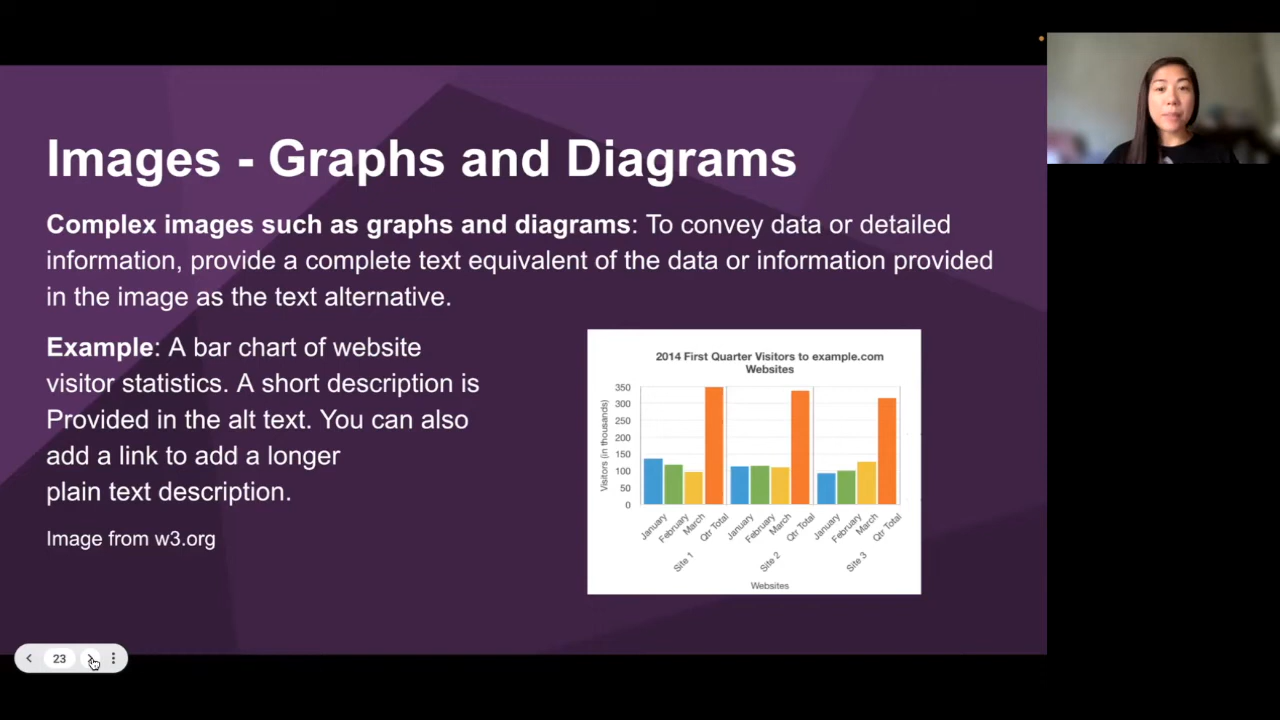 Images - Graphs and Diagrams
Complex images such as graphs and diagrams: To convey data or detailed
information, provide a complete text equivalent of the data or information provided
in the image as the text alternative.
Example: A bar chart of website
visitor statistics. A short description is
Provided in the alt text. You can also
add a link to add a longer
plain text description.
Image from w3.org
2014 First Quarter Visitors to example.com
Websites
Visitors (in thousands)
350
300
250
200
150
100
50
0
January
February
March
Qtr Total
January
February
March
Qtr Total
January
February
March
Qtr Total
Site 1
Site 2
Site 3
Websites
23